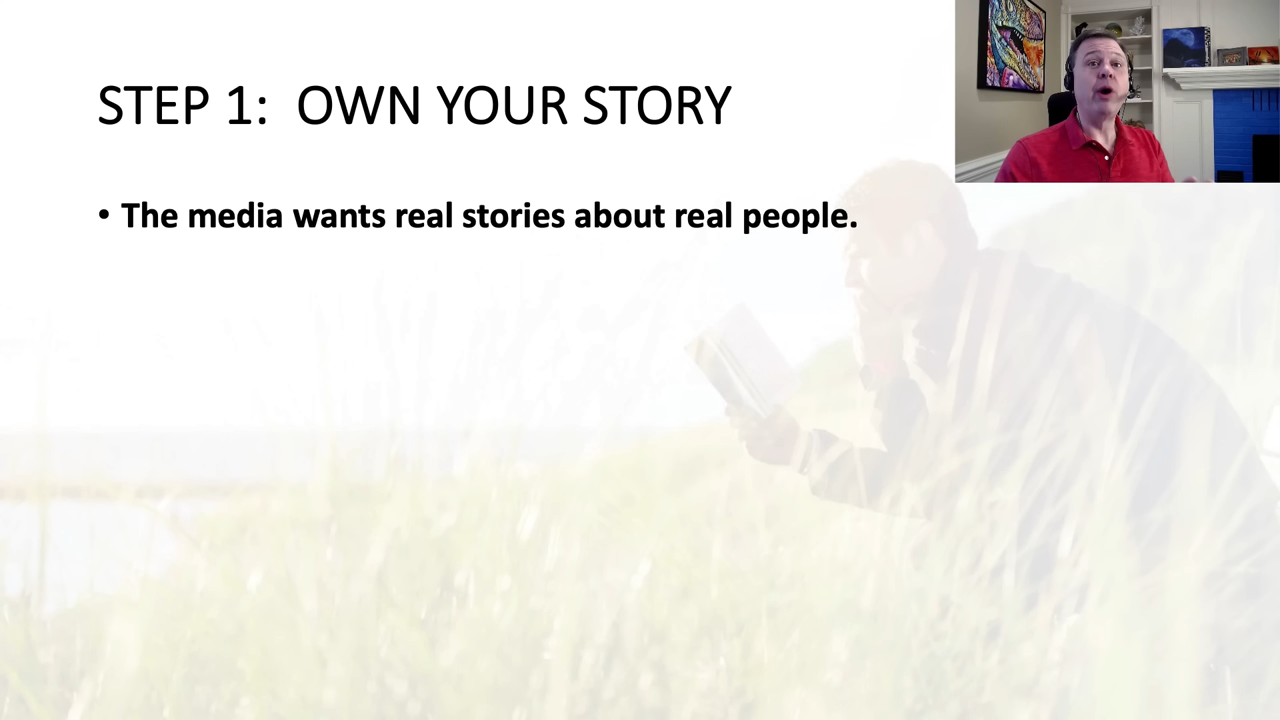 STEP 1: OWN YOUR STORY
• The media wants real stories about real people.